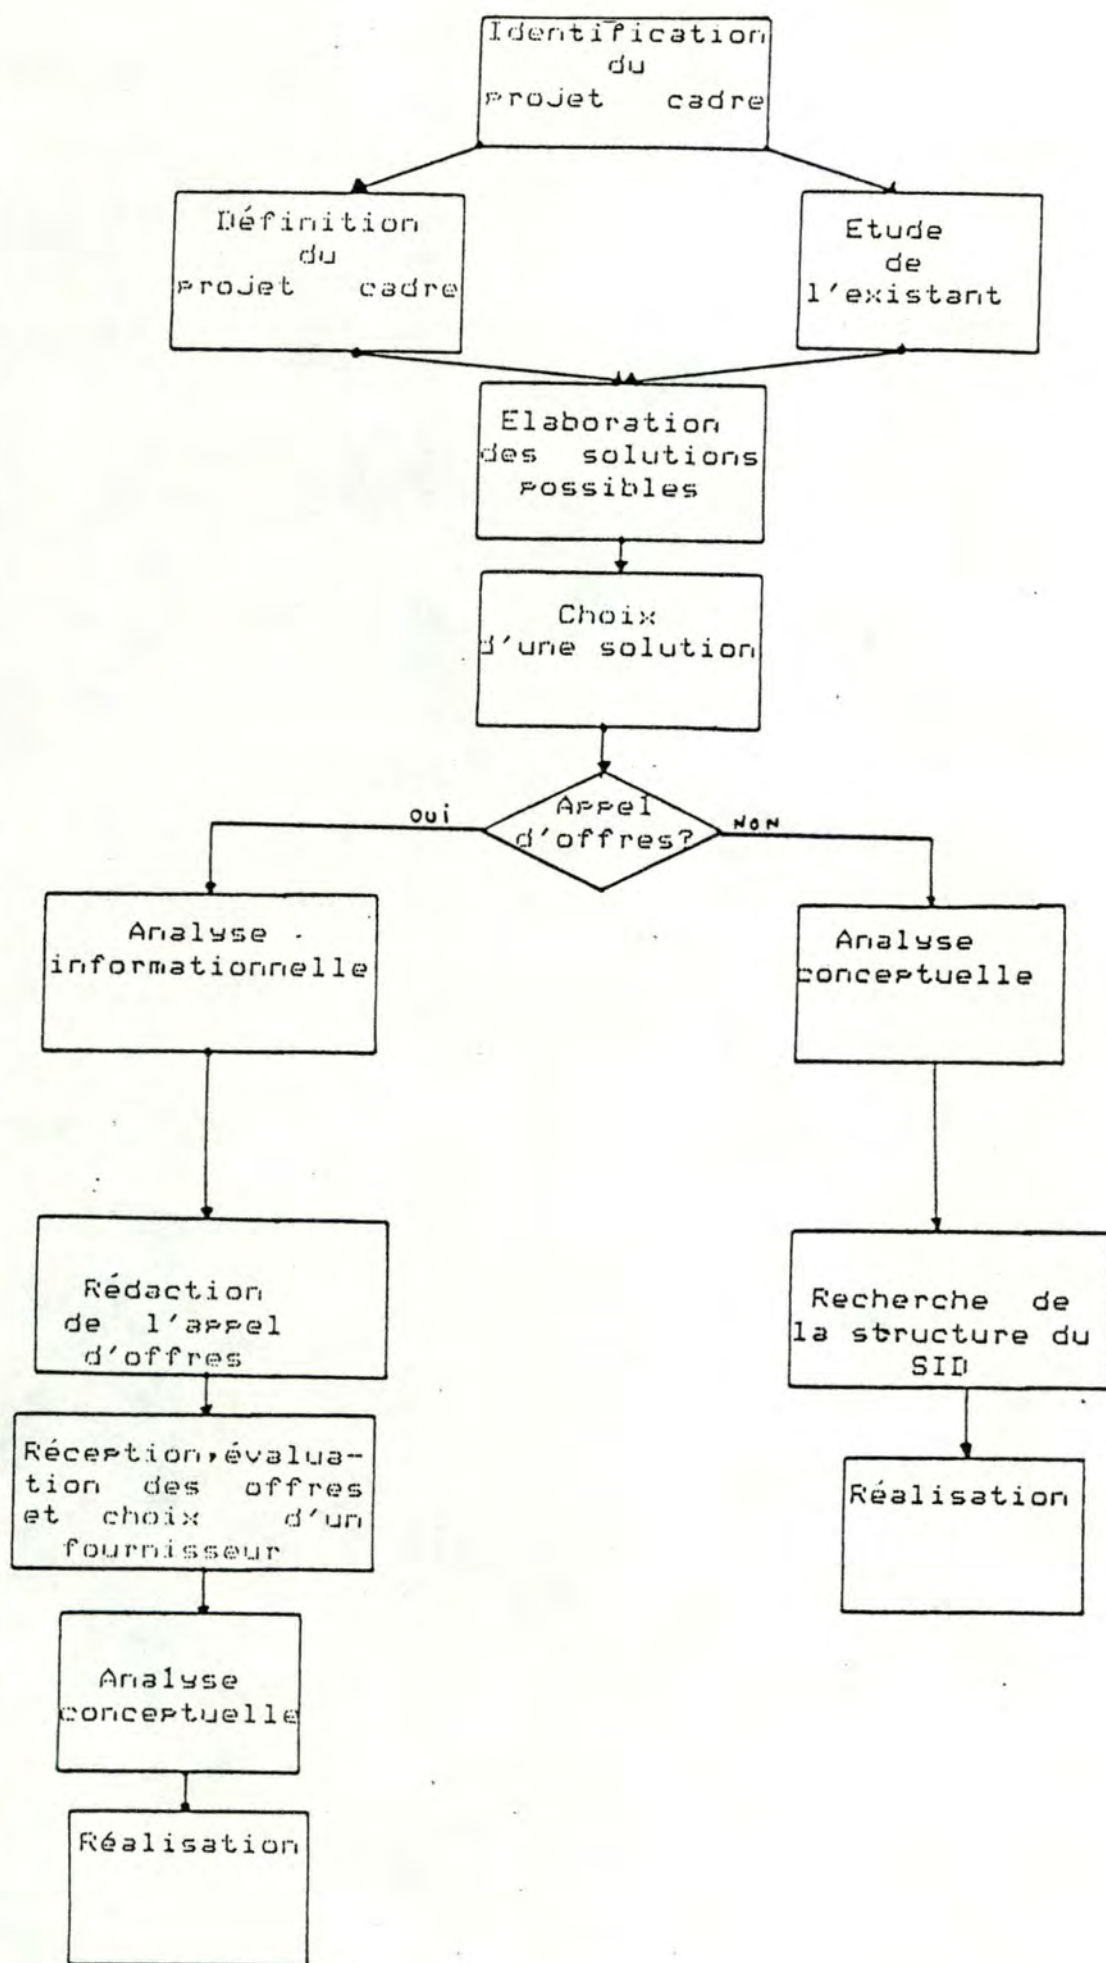 Identification
du
projet cadre
Définition
du
projet cadre
Etude
de
l'existant
Elaboration
des solutions
possibles
Choix
d'une solution
Appel
d'offres?
OUI
NON
Analyse
informationnelle
Analyse
conceptuelle
Rédaction
de l'appel
d'offres
Recherche de
la structure du
SID
Réception, évalua-
tion des offres
et choix d'un
fournisseur
Réalisation
Analyse
conceptuelle
Réalisation